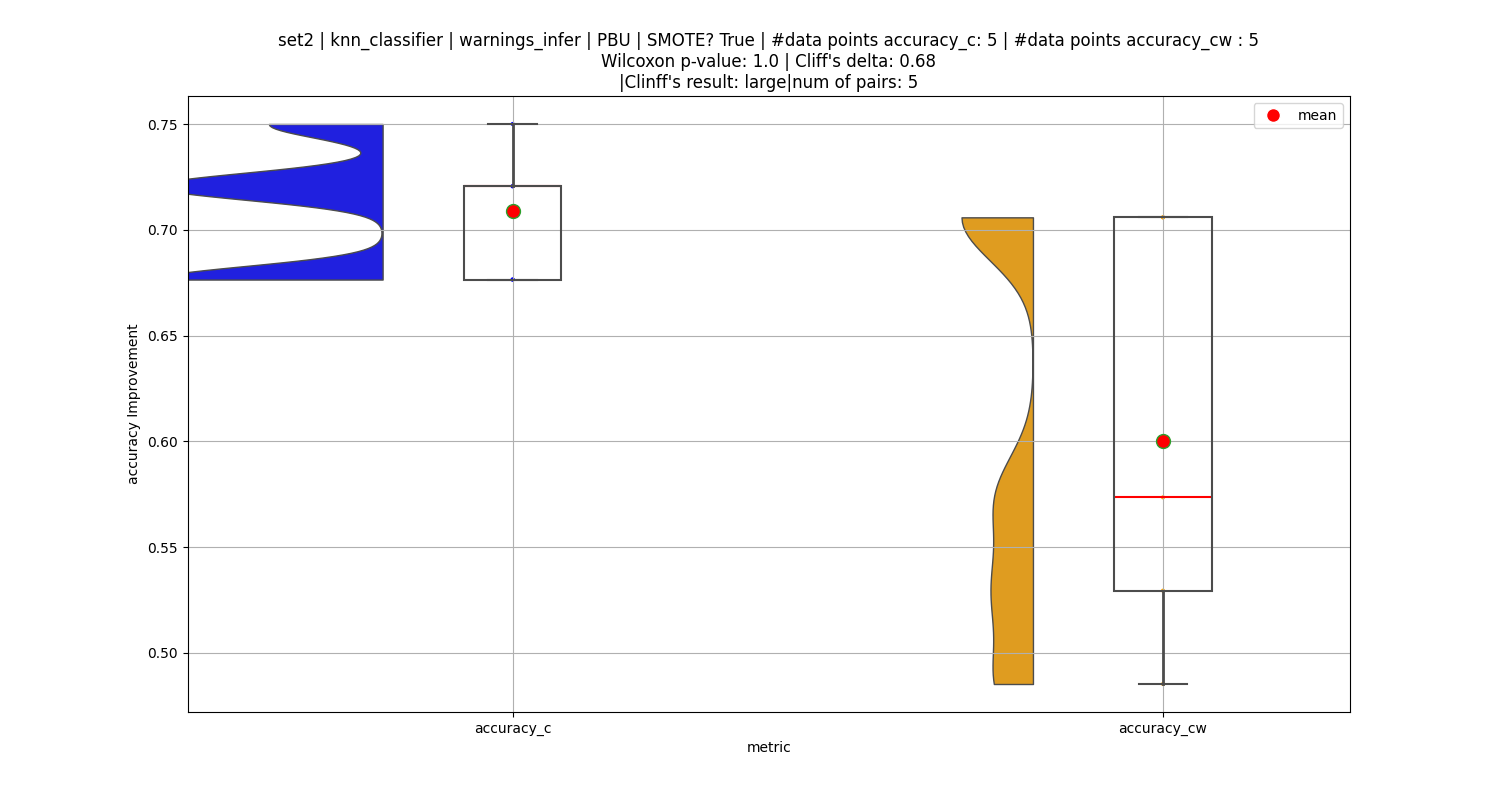 set2 | knn_classifier | warnings_infer | PBU | SMOTE? True | #data points accuracy_c: 5 | #data points accuracy_cw : 5
Wilcoxon p-value: 1.0 | Cliff's delta: 0.68
|Clinff's result: large|num of pairs: 5
mean
0.75
0.70
0.65
0.60
0.55
0.50
accuracy Improvement
accuracy_c
accuracy_cw
metric